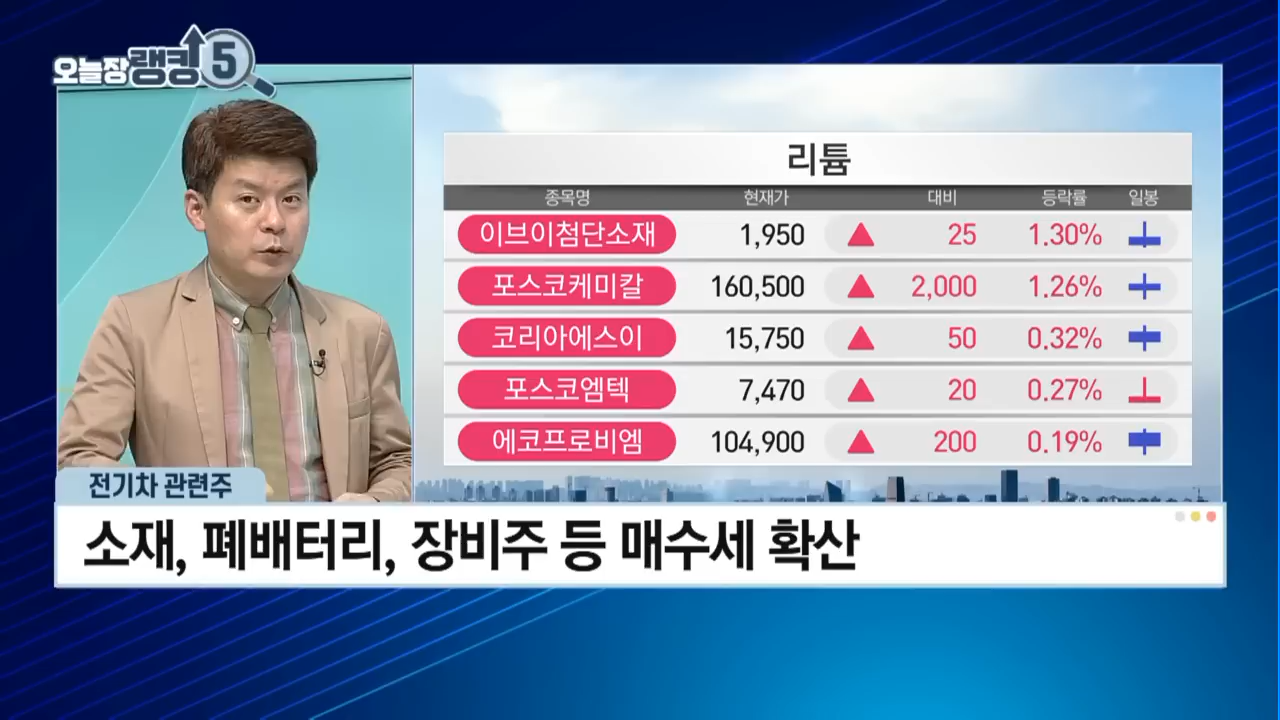 오늘장 랭킹 5
리튬
종목명 현재가 대비 등락률 일봉
이브이첨단소재 1,950 ▲ 25 1.30%
포스코케미칼 160,500 ▲ 2,000 1.26%
코리아에스이 15,750 ▲ 50 0.32%
포스코엠텍 7,470 ▲ 20 0.27%
에코프로비엠 104,900 ▲ 200 0.19%
전기차 관련주
소재, 폐배터리, 장비주 등 매수세 확산